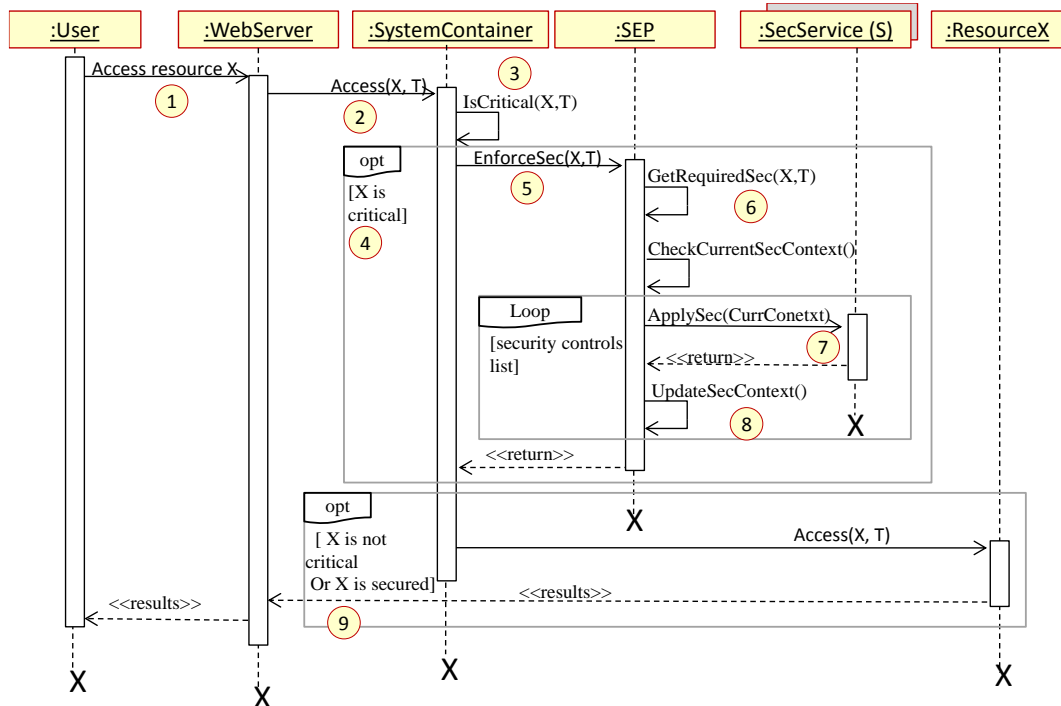 :User
:WebServer
:SystemContainer
:SEP
:SecService (S)
:ResourceX
Access resource X
1
Access(X, T)
2
3
IsCritical(X,T)
opt
[X is
critical]
4
EnforceSec(X,T)
5
GetRequiredSec(X,T)
6
CheckCurrentSecContext()
Loop
[security controls
list]
ApplySec(CurrConetxt)
7
<<return>>
UpdateSecContext()
8
X
<<return>>
X
opt
[ X is not
critical
Or X is secured]
Access(X, T)
<<results>>
<<results>>
9
X
X
X
X